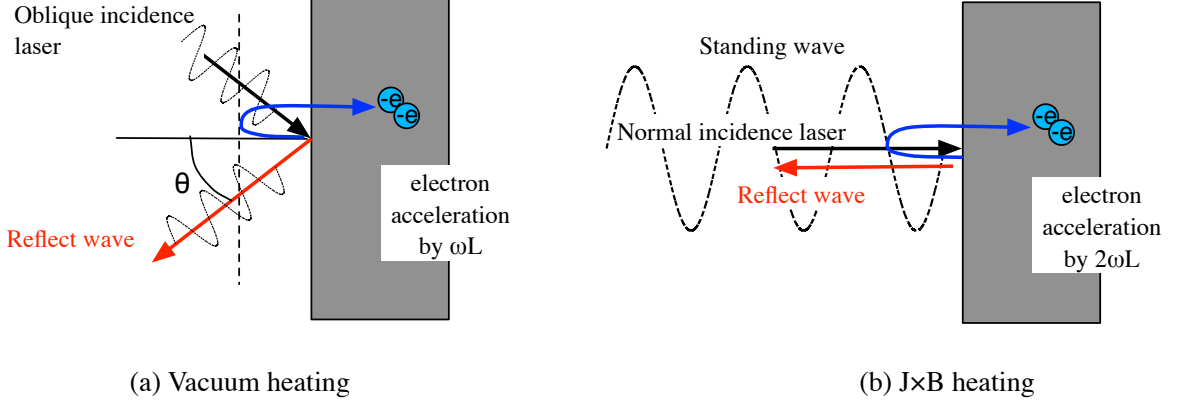 Oblique incidence
laser
-e
-e
θ
electron
acceleration
by ωL
Reflect wave
(a) Vacuum heating
Standing wave
Normal incidence laser
-e
-e
Reflect wave
electron
acceleration
by 2ωL
(b) J×B heating